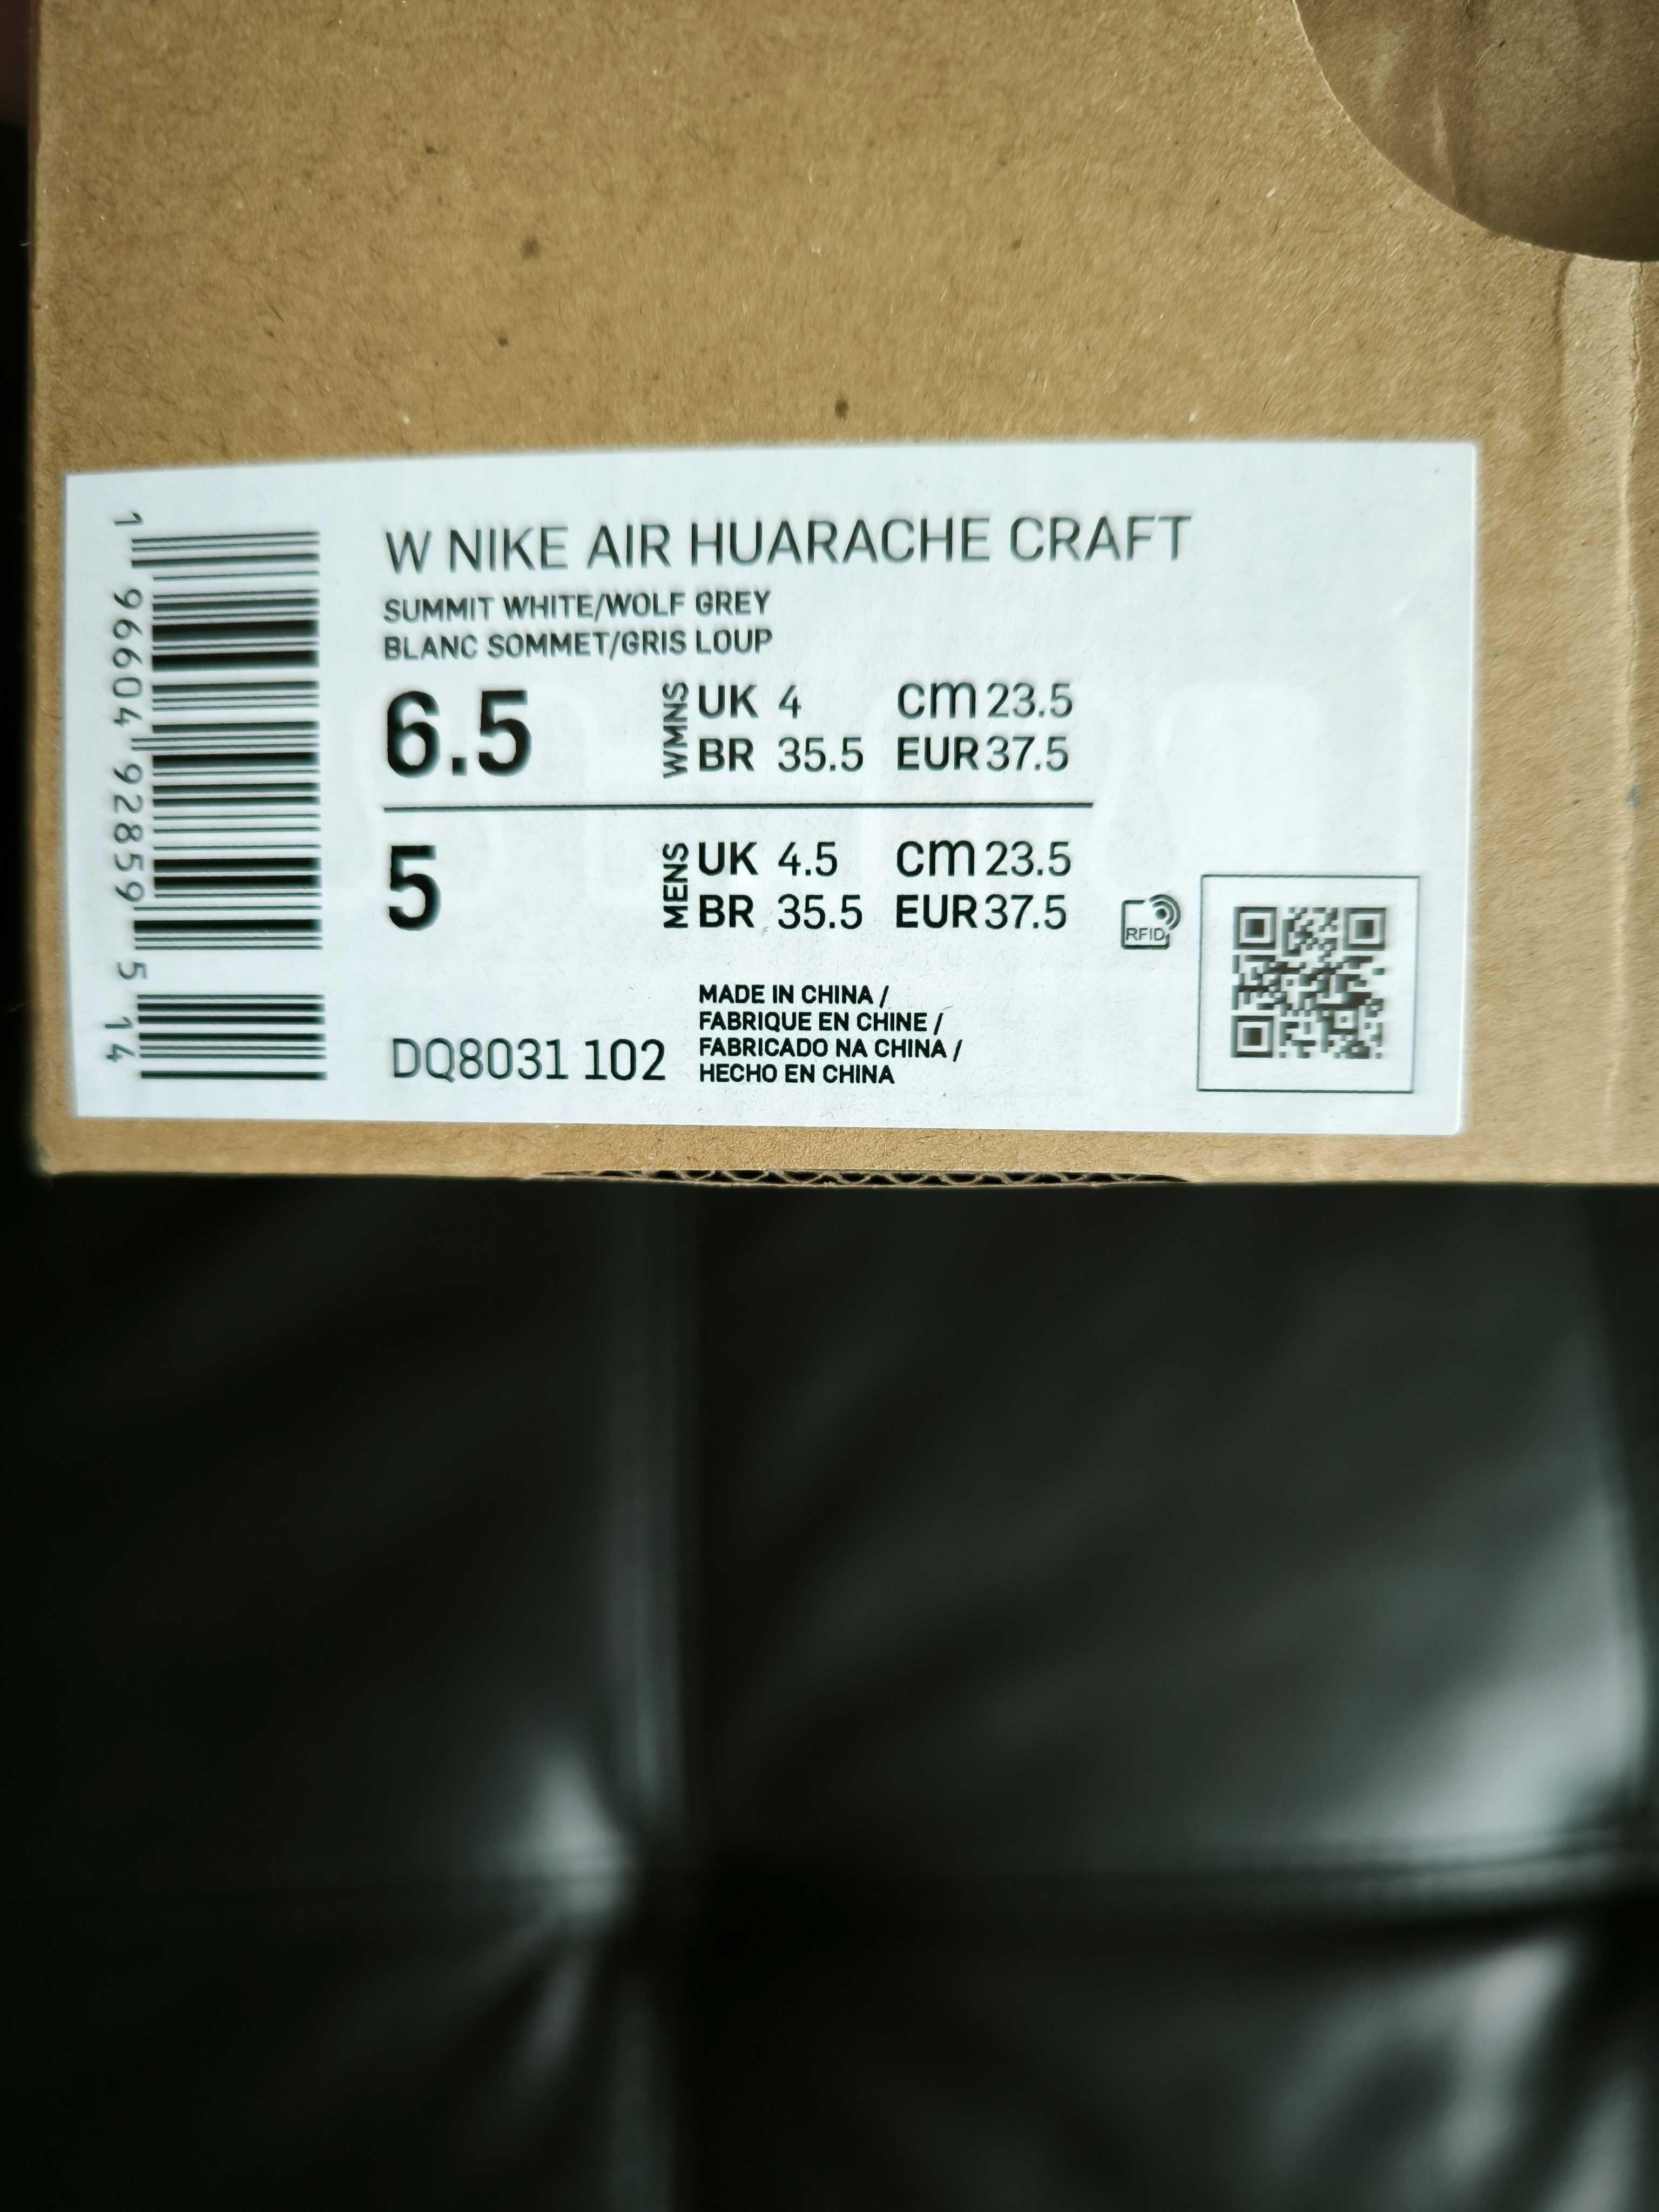 W NIKE AIR HUARACHE CRAFT
SUMMIT WHITE/WOLF GREY
BLANC SOMMET/GRIS LOUP
6.5 WMNS UK 4 CM 23.5
BR 35.5 EUR 37.5
5 MENS UK 4.5 CM 23.5
BR 35.5 EUR 37.5
RFID
DQ8031 102
MADE IN CHINA /
FABRIQUE EN CHINE /
FABRICADO NA CHINA /
HECHO EN CHINA
1 96604 92859 5 14